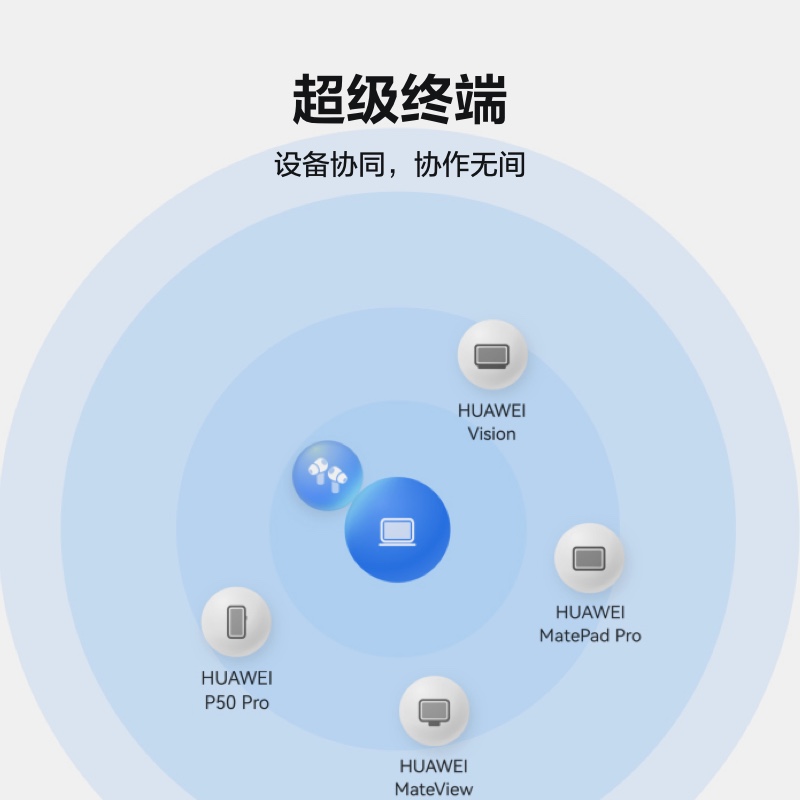 超级终端
设备协同，协作无间
HUAWEI
Vision
HUAWEI
MatePad Pro
HUAWEI
P50 Pro
HUAWEI
MateView